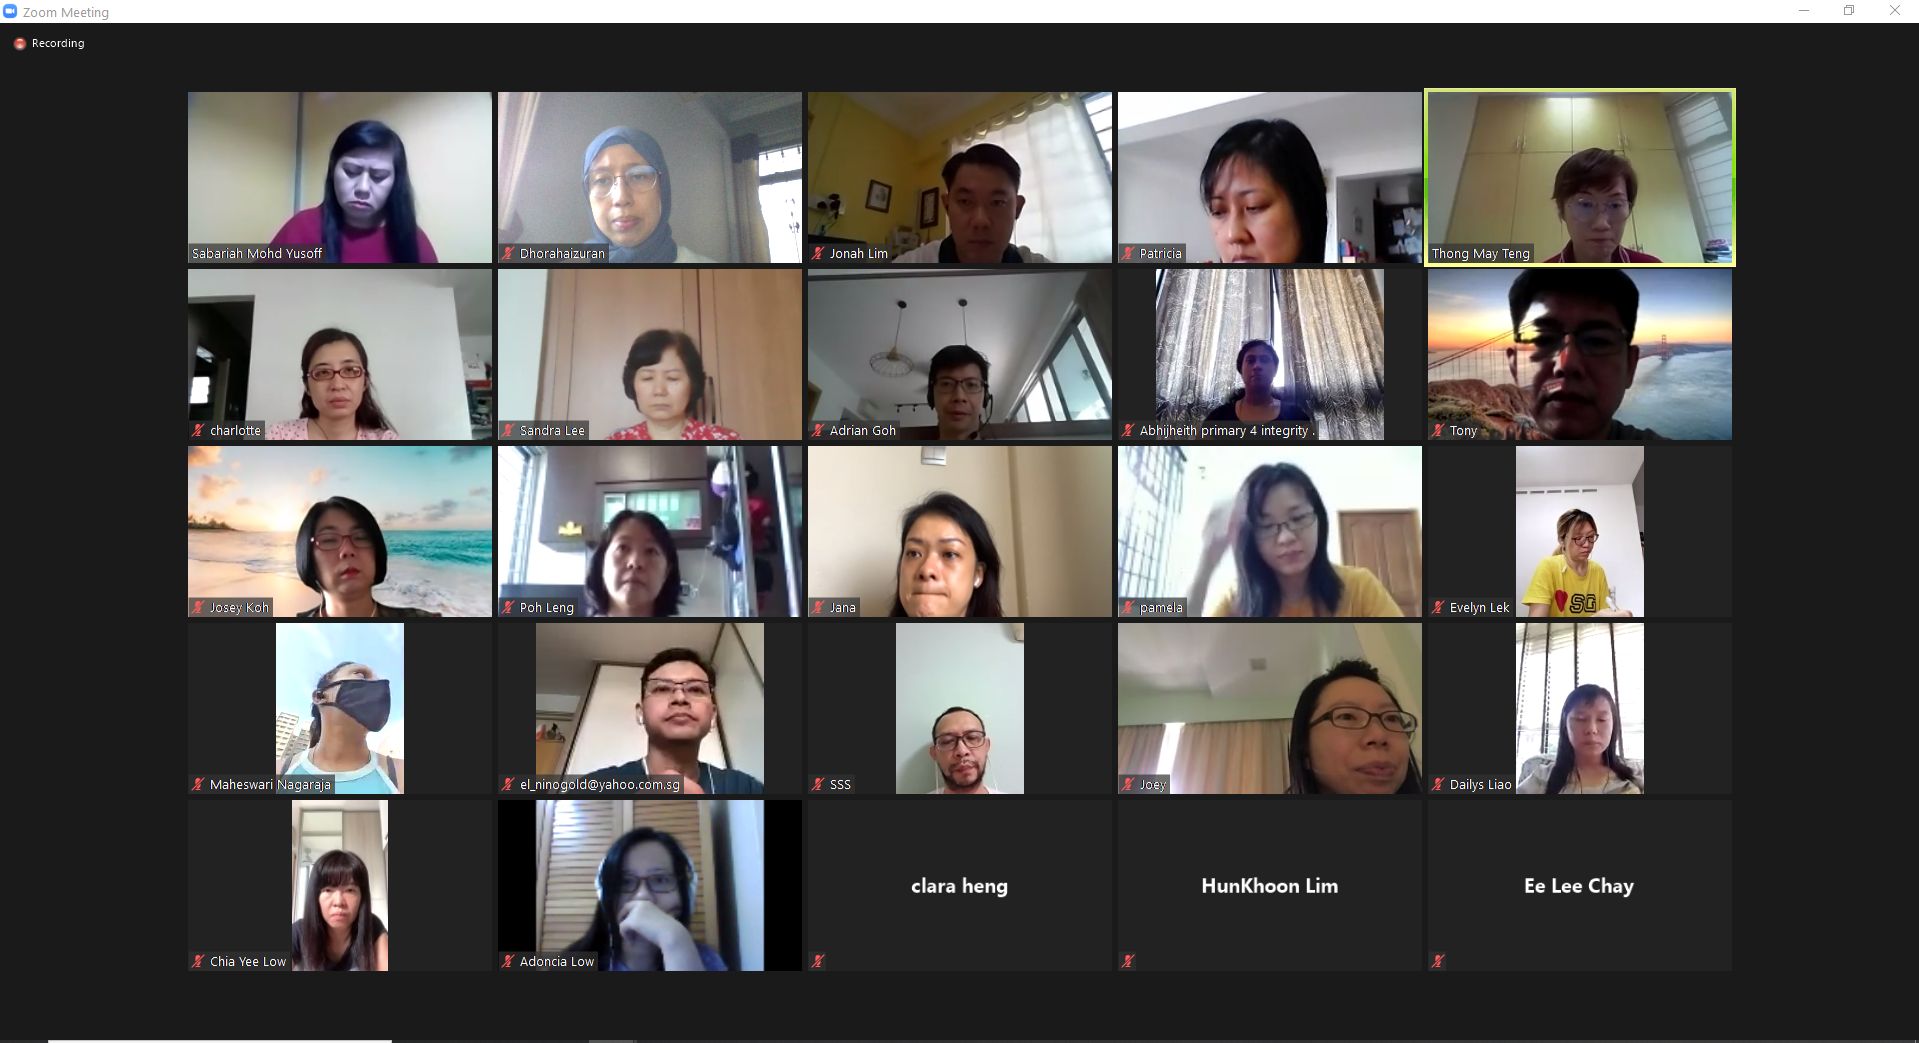 Zoom Meeting
Recording
Sabariah Mohd Yusoff
Dhorahaizuran
Jonah Lim
Patricia
Thong May Teng
charlotte
Sandra Lee
Adrian Goh
Abhijheith primary 4 integrity .
Tony
Josey Koh
Poh Leng
Jana
pamela
Evelyn Lek
SG
Maheswari Nagaraja
el_ninogold@yahoo.com.sg
SSS
Joey
Dailys Liao
Chia Yee Low
Adoncia Low
clara heng
HunKhoon Lim
Ee Lee Chay